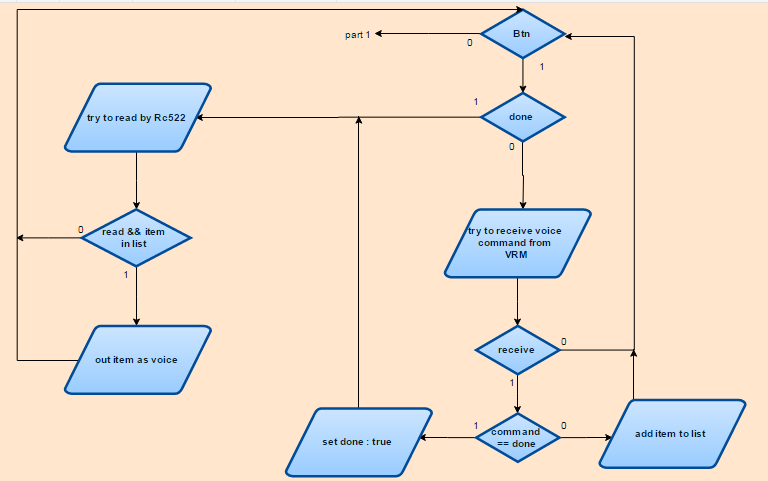 Btn
part 1
0
1
try to read by Rc522
1
done
0
read && item
in list
0
1
try to receive voice
command from
VRM
out item as voice
receive
0
1
set done : true
1
command
== done
0
add item to list